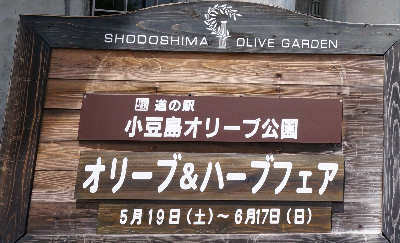 SHODOSHIMA OLIVE GARDEN
道の駅
小豆島オリーブ公園
オリーブ&ハーブフェア
5月19日(土)~6月17日(日)